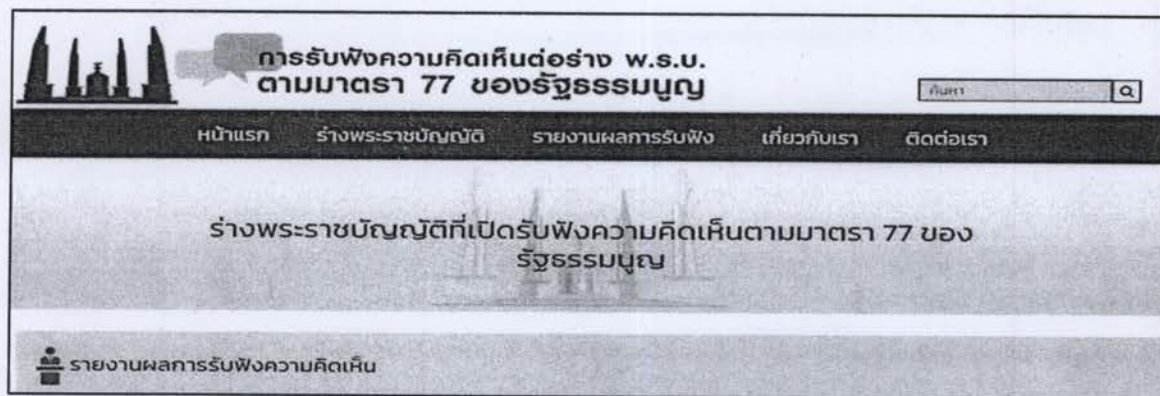 การรับฟังความคิดเห็นต่อร่าง พ.ร.บ.
ตามมาตรา 77 ของรัฐธรรมนูญ
ค้นหา
หน้าแรก ร่างพระราชบัญญัติ รายงานผลการรับฟัง เกี่ยวกับเรา ติดต่อเรา
ร่างพระราชบัญญัติที่เปิดรับฟังความคิดเห็นตามมาตรา 77 ของ
รัฐธรรมนูญ
รายงานผลการรับฟังความคิดเห็น